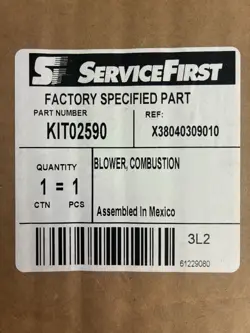 SERVICEFIRST
FACTORY SPECIFIED PART
PART NUMBER REF:
KIT02590 X38040309010
QUANTITY BLOWER, COMBUSTION
1 = 1
CTN PCS
Assembled In Mexico
3L2
61229080